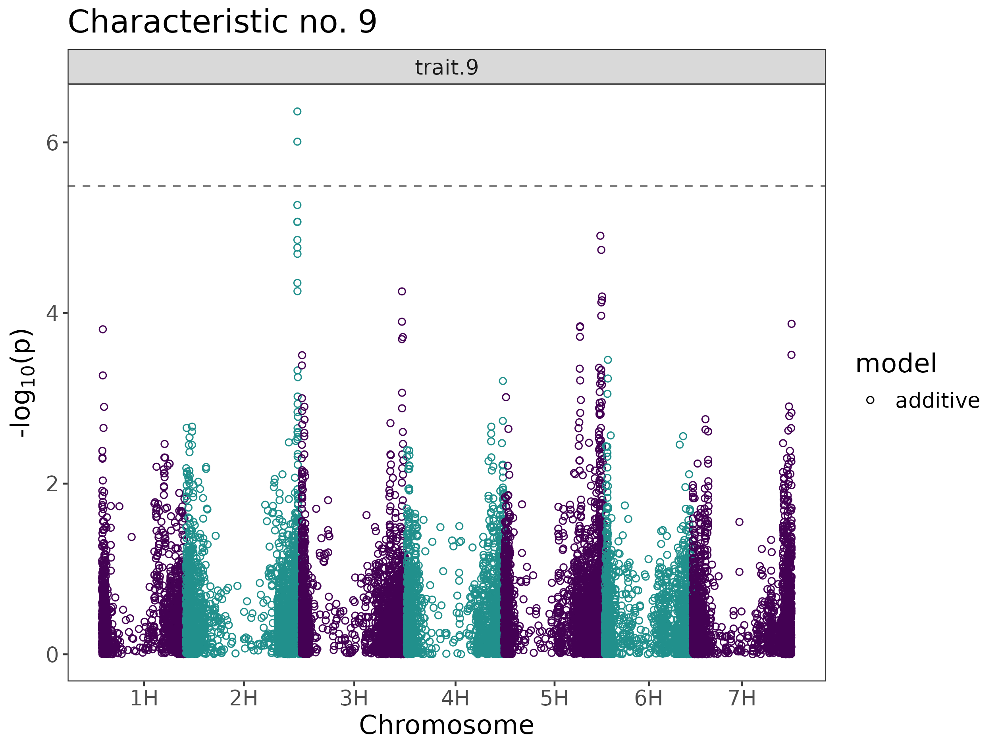 Characteristic no. 9
trait.9
6
4
2
0
-log10(p)
1H 2H 3H 4H 5H 6H 7H
Chromosome
model
additive